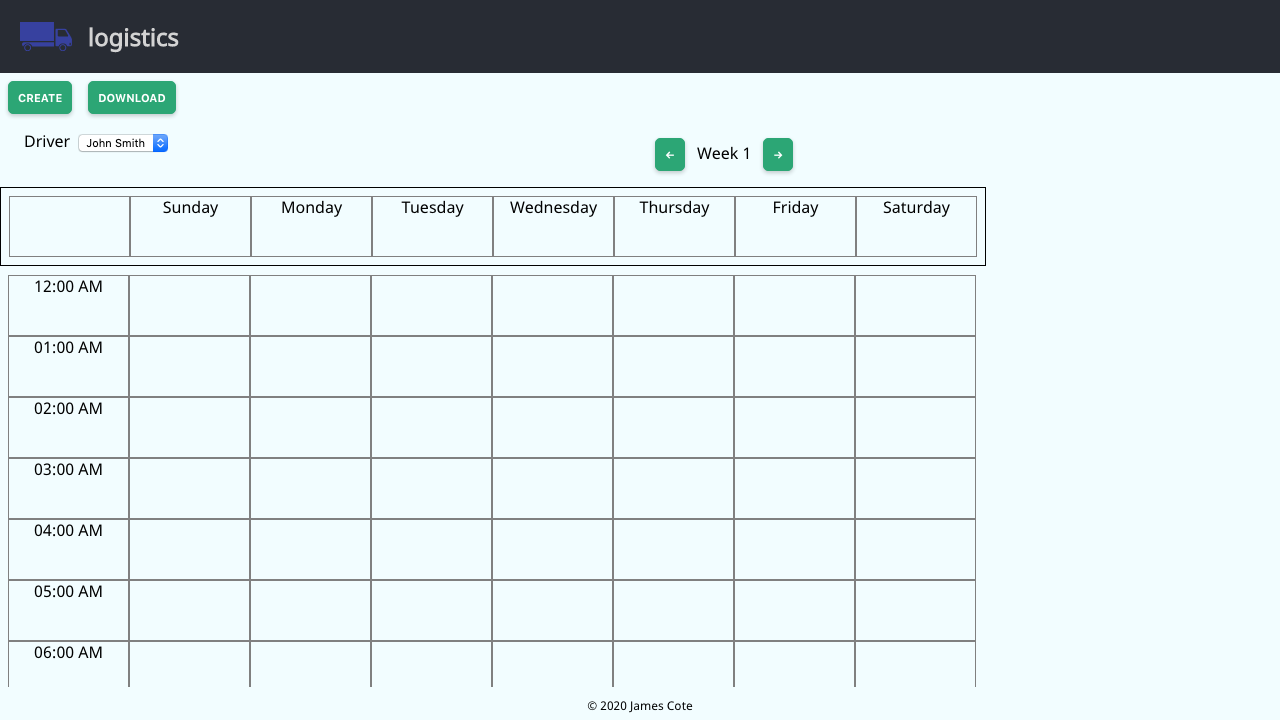 logistics
CREATE DOWNLOAD
Driver John Smith
← Week 1 →
Sunday Monday Tuesday Wednesday Thursday Friday Saturday
12:00 AM
01:00 AM
02:00 AM
03:00 AM
04:00 AM
05:00 AM
06:00 AM
© 2020 James Cote